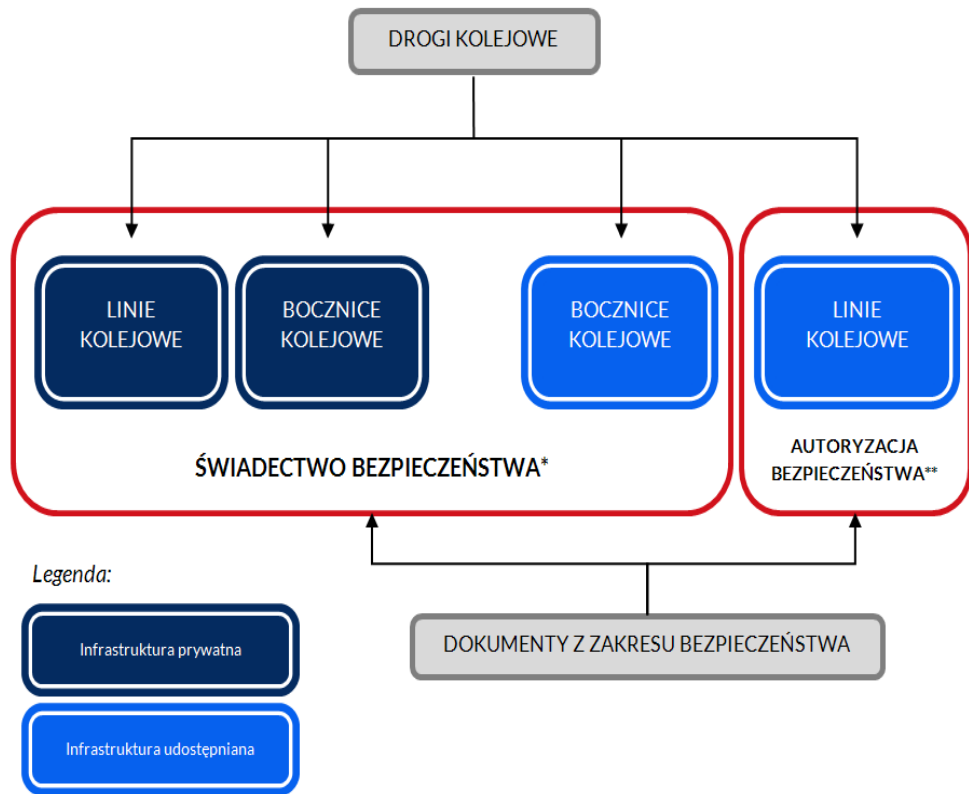 DROGI KOLEJOWE
LINIE
KOLEJOWE
BOCZNICE
KOLEJOWE
BOCZNICE
KOLEJOWE
LINIE
KOLEJOWE
ŚWIADECTWO BEZPIECZEŃSTWA*
AUTORYZACJA
BEZPIECZEŃSTWA**
Legenda:
Infrastruktura prywatna
Infrastruktura udostępniana
DOKUMENTY Z ZAKRESU BEZPIECZEŃSTWA